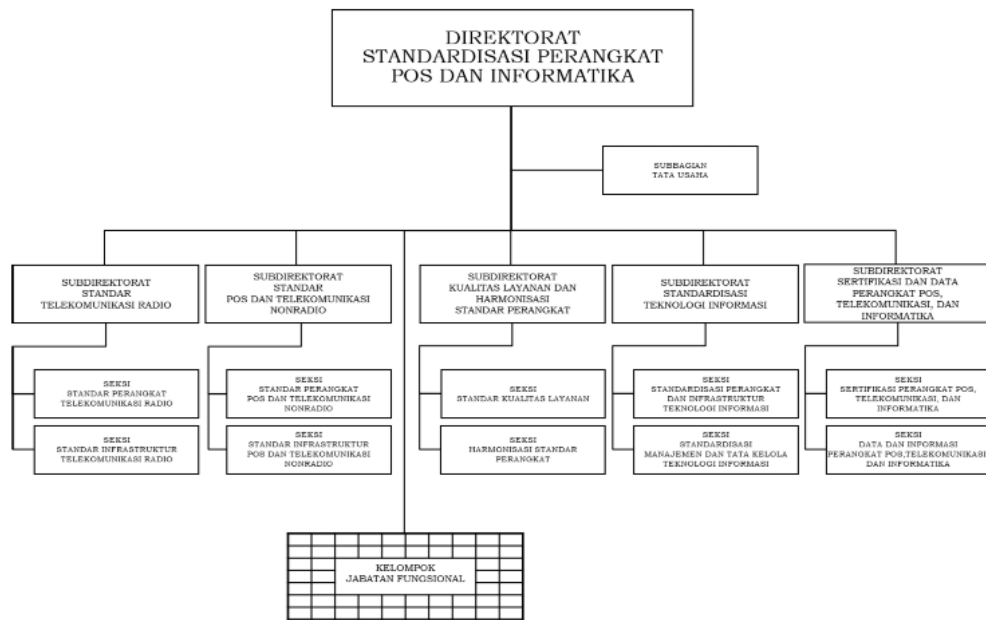 DIREKTORAT
STANDARDISASI PERANGKAT
POS DAN INFORMATIKA
SUBBAGIAN
TATA USAHA
SUBDIREKTORAT
STANDAR
TELEKOMUNIKASI RADIO
SUBDIREKTORAT
STANDAR
POS DAN TELEKOMUNIKASI
NONRADIO
SUBDIREKTORAT
KUALITAS LAYANAN DAN
HARMONISASI
STANDAR PERANGKAT
SUBDIREKTORAT
STANDARDISASI
TEKNOLOGI INFORMASI
SUBDIREKTORAT
SERTIFIKASI DAN DATA
PERANGKAT POS,
TELEKOMUNIKASI, DAN
INFORMATIKA
SEKSI
STANDAR PERANGKAT
TELEKOMUNIKASI RADIO
SEKSI
STANDAR PERANGKAT
POS DAN TELEKOMUNIKASI
NONRADIO
SEKSI
STANDAR KUALITAS LAYANAN
SEKSI
STANDARDISASI PERANGKAT
DAN INFRASTRUKTUR
TEKNOLOGI INFORMASI
SEKSI
SERTIFIKASI PERANGKAT POS,
TELEKOMUNIKASI, DAN
INFORMATIKA
SEKSI
STANDAR INFRASTRUKTUR
TELEKOMUNIKASI RADIO
SEKSI
STANDAR INFRASTRUKTUR
POS DAN TELEKOMUNIKASI
NONRADIO
SEKSI
HARMONISASI STANDAR
PERANGKAT
SEKSI
STANDARDISASI
MANAJEMEN DAN TATA KELOLA
TEKNOLOGI INFORMASI
SEKSI
DATA DAN INFORMASI
PERANGKAT POS,TELEKOMUNIKASI
DAN INFORMATIKA
KELOMPOK
JABATAN FUNGSIONAL